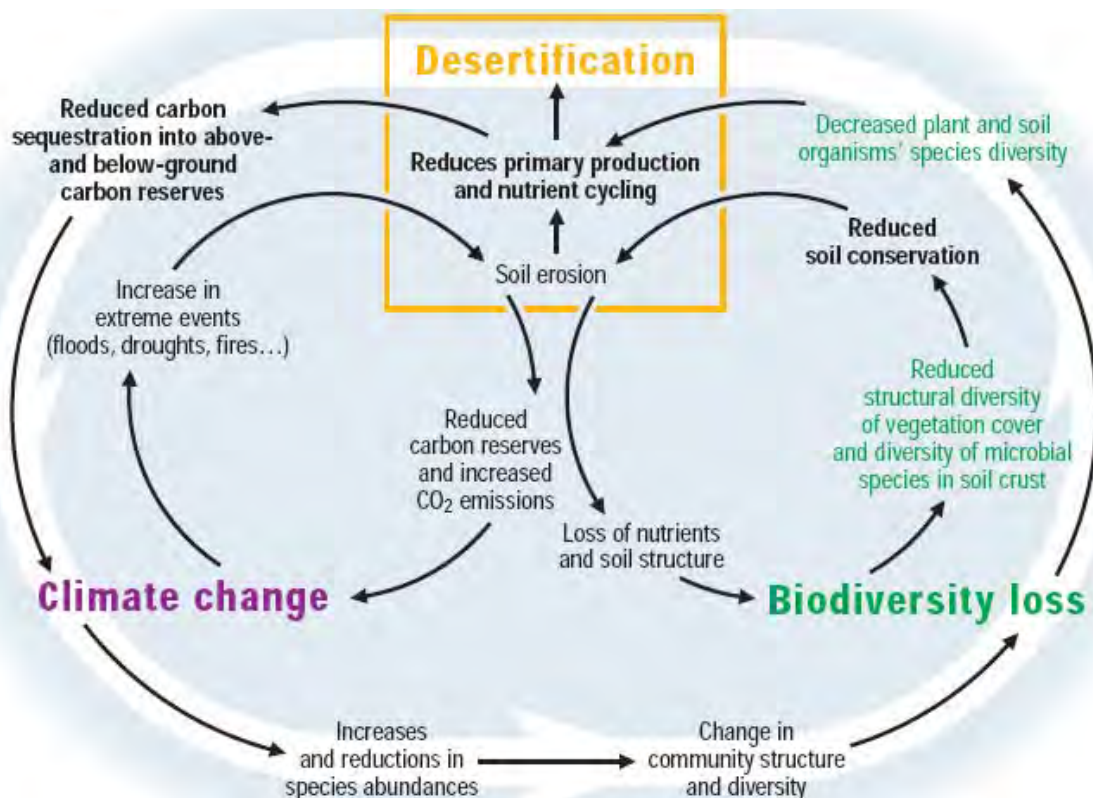 Desertification
Reduced carbon
sequestration into above-
and below-ground
carbon reserves
Reduces primary production
and nutrient cycling
Decreased plant and soil
organisms' species diversity
Reduced
soil conservation
Soil erosion
Increase in
extreme events
(floods, droughts, fires…)
Reduced
structural diversity
of vegetation cover
and diversity of microbial
species in soil crust
Reduced
carbon reserves
and increased
CO2 emissions
Loss of nutrients
and soil structure
Climate change
Biodiversity loss
Increases
and reductions in
species abundances
Change in
community structure
and diversity